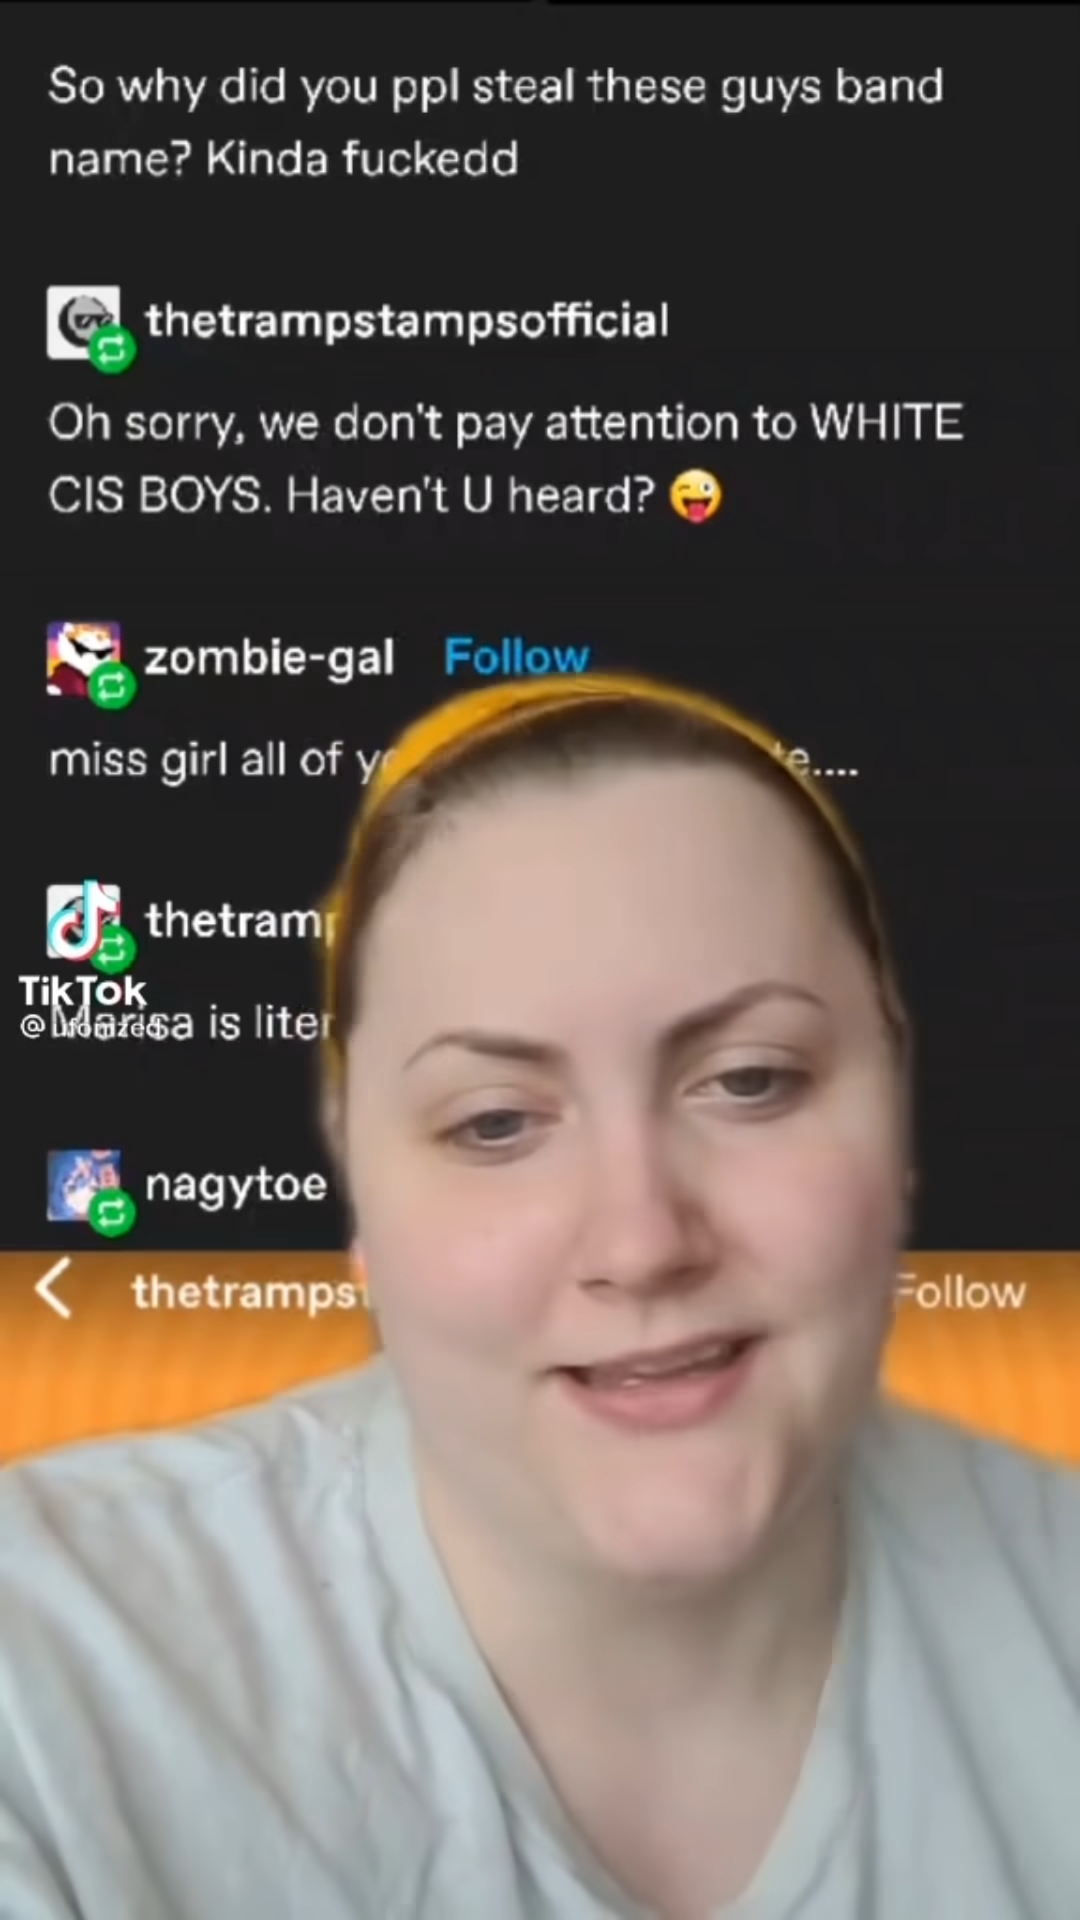 So why did you ppl steal these guys band
name? Kinda fuckedd
thetrampstampsofficial
Oh sorry, we don't pay attention to WHITE
CIS BOYS. Haven't U heard? 😜
zombie-gal Follow
miss girl all of
thetramp
TikTok
Marisa is liter
nagytoe
thetramps Follow